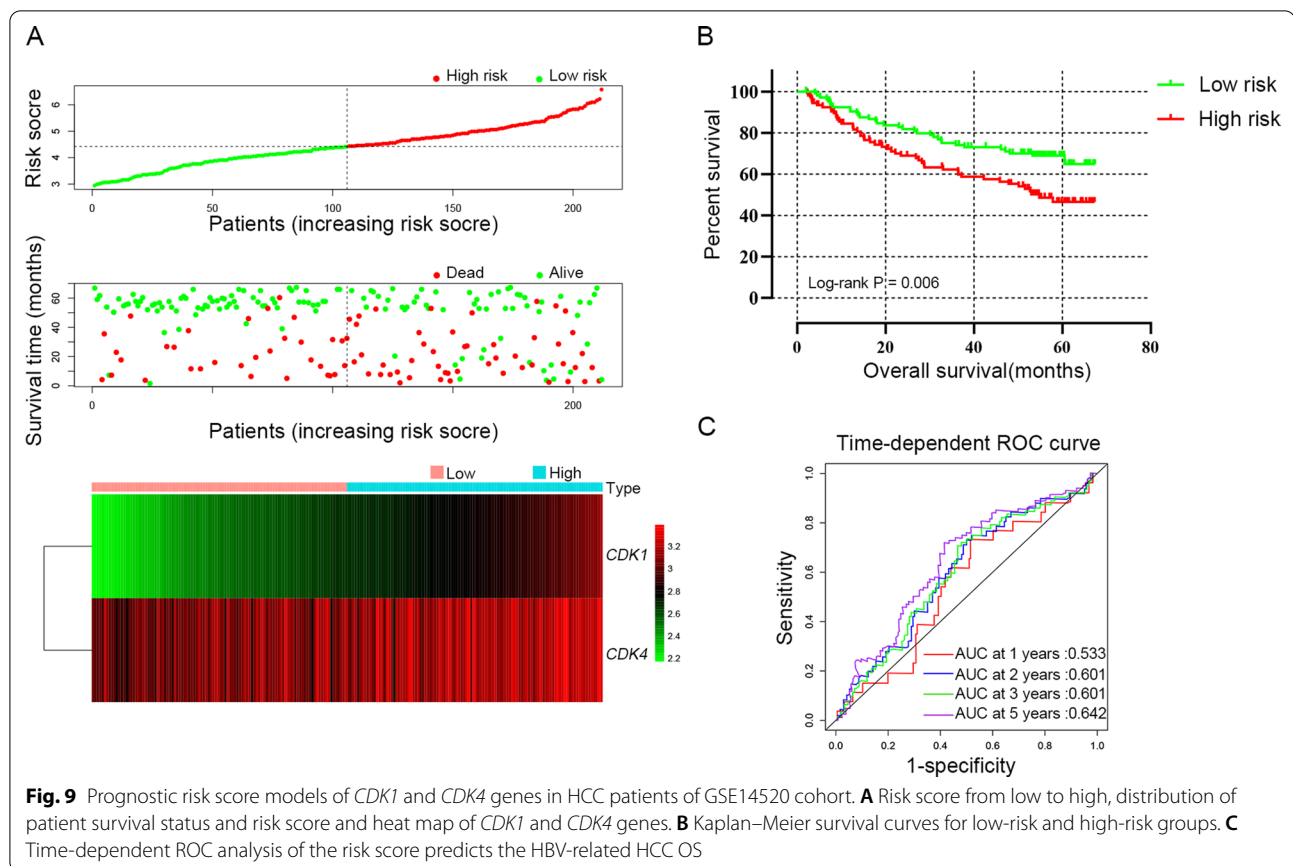 A
High risk Low risk
Risk socre
6
5
4
3
0 50 100 150 200
Patients (increasing risk socre)
Dead Alive
Survival time (months)
60
40
20
0
0 50 100 150 200
Patients (increasing risk socre)
Low High
Type
CDK1
CDK4
3.2
3
2.8
2.6
2.4
2.2
B
Low risk
High risk
Percent survival
100
80
60
40
20
0
Log-rank P = 0.006
0 20 40 60 80
Overall survival(months)
C
Time-dependent ROC curve
Sensitivity
1.0
0.8
0.6
0.4
0.2
0.0
AUC at 1 years :0.533
AUC at 2 years :0.601
AUC at 3 years :0.601
AUC at 5 years :0.642
0.0 0.2 0.4 0.6 0.8 1.0
1-specificity
Fig. 9 Prognostic risk score models of CDK1 and CDK4 genes in HCC patients of GSE14520 cohort. A Risk score from low to high, distribution of
patient survival status and risk score and heat map of CDK1 and CDK4 genes. B Kaplan–Meier survival curves for low-risk and high-risk groups. C
Time-dependent ROC analysis of the risk score predicts the HBV-related HCC OS